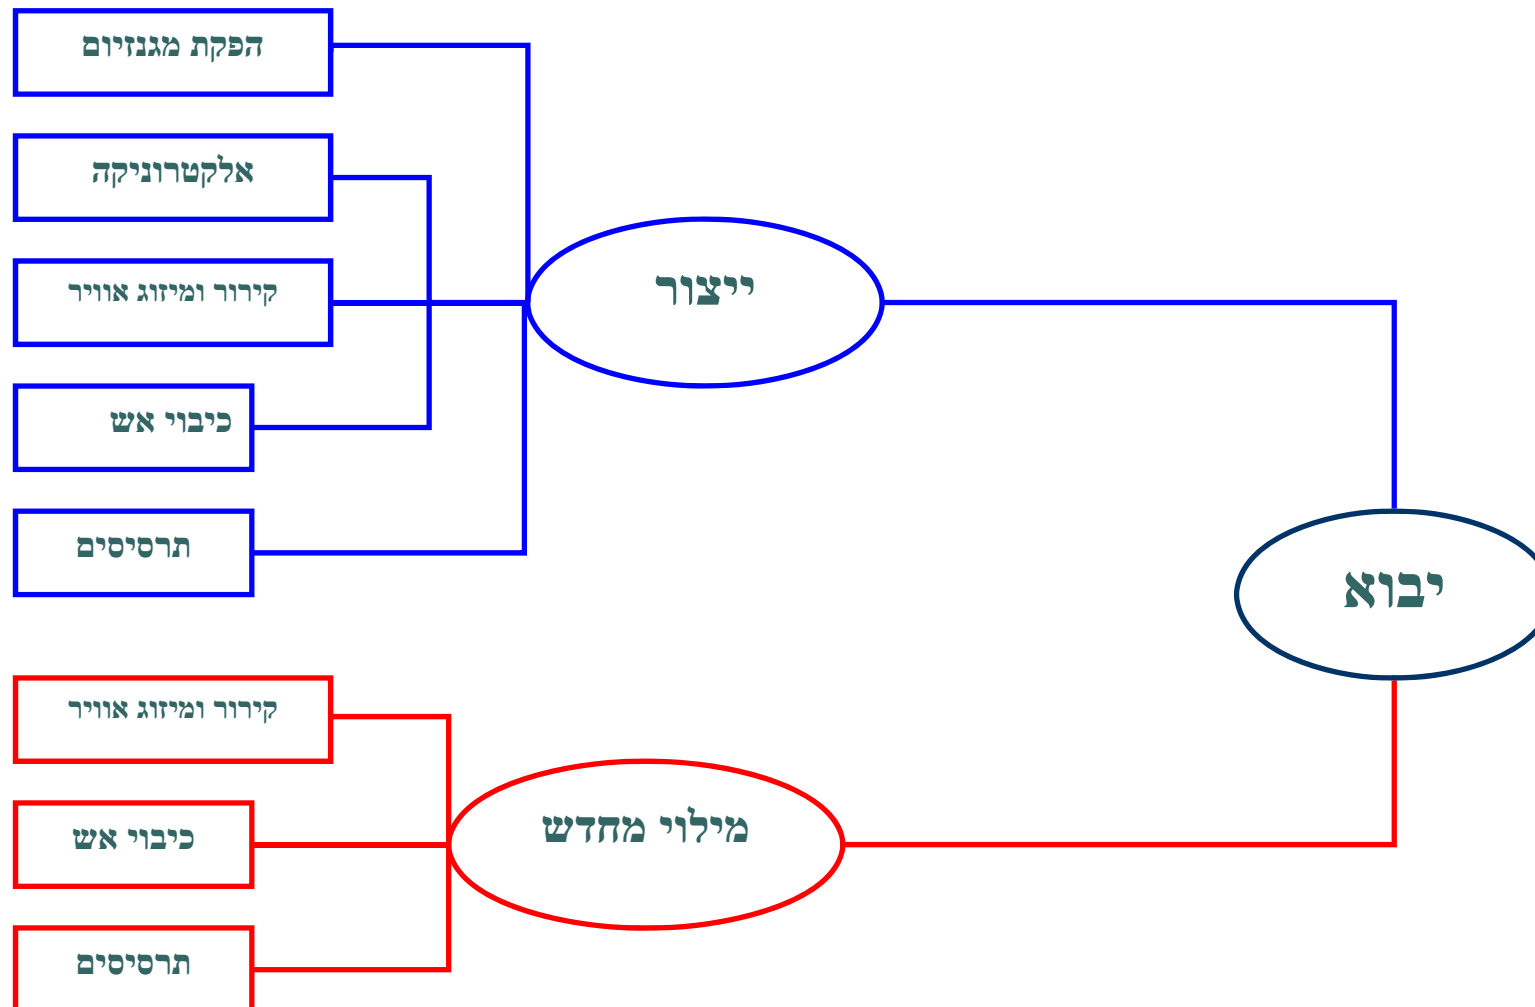 הפקת מגנזיום
אלקטרוניקה
קירור ומיזוג אוויר
כיבוי אש
תרסיסים
ייצור
יבוא
קירור ומיזוג אוויר
כיבוי אש
תרסיסים
מילוי מחדש